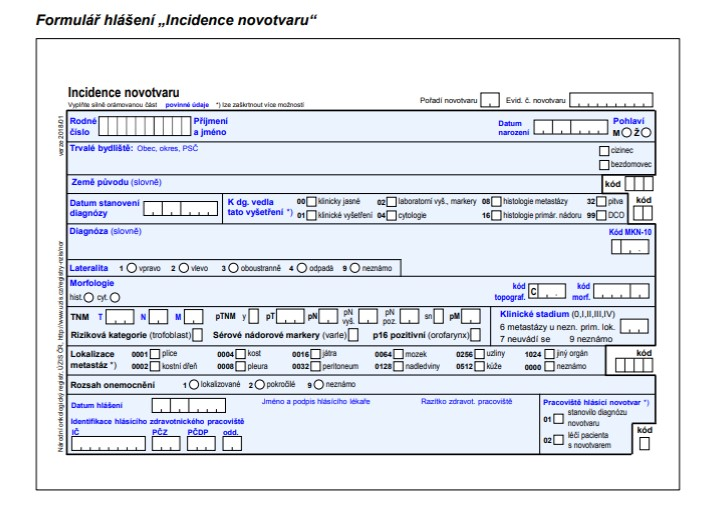 Formulář hlášení „Incidence novotvaru“
Incidence novotvaru
Vyplňte silně orámovanou část povinné údaje *) lze zaškrtnout více možností
Pořadí novotvaru
Evid. č. novotvaru
verze 2018/01
Rodné číslo
Příjmení a jméno
Datum narození
Pohlaví
M Ž
Trvalé bydliště: Obec, okres, PSČ
cizinec
bezdomovec
Země původu (slovně)
kód
Datum stanovení diagnózy
K dg. vedla tato vyšetření *)
00 klinicky jasné 02 laboratorní vyš., markery 08 histologie metastázy 32 pitva
01 klinické vyšetření 04 cytologie 16 histologie primár. nádoru 99 DCO
kód
Diagnóza (slovně)
Kód MKN-10
Lateralita 1 vpravo 2 vlevo 3 oboustranně 4 odpadá 9 neznámo
Morfologie
hist. cyt.
kód topograf. C
kód morf.
TNM T N M pTNM y pT pN pN vyš. pN poz. sn pM
Klinické stadium (0,I,II,III,IV)
6 metastázy u nezn. prim. lok.
7 neuvádí se 9 neznámo
Riziková kategorie (trofoblast) Sérové nádorové markery (varle) p16 pozitivní (orofarynx)
Lokalizace metastáz *)
0001 plíce 0004 kost 0016 játra 0064 mozek 0256 uzliny 1024 jiný orgán
0002 kostní dřeň 0008 pleura 0032 peritoneum 0128 nadledviny 0512 kůže 0000 neznámo
kód
Rozsah onemocnění 1 lokalizované 2 pokročilé 9 neznámo
Datum hlášení
Jméno a podpis hlásícího lékaře
Razítko zdravot. pracoviště
Pracoviště hlásící novotvar *)
01 stanovilo diagnózu novotvaru
02 léčí pacienta s novotvarem
kód
Identifikace hlásícího zdravotnického pracoviště
IČ PČZ PČDP odd.
Národní onkologický registr, ÚZIS ČR, http://www.uzis.cz/registry-nzis/nor